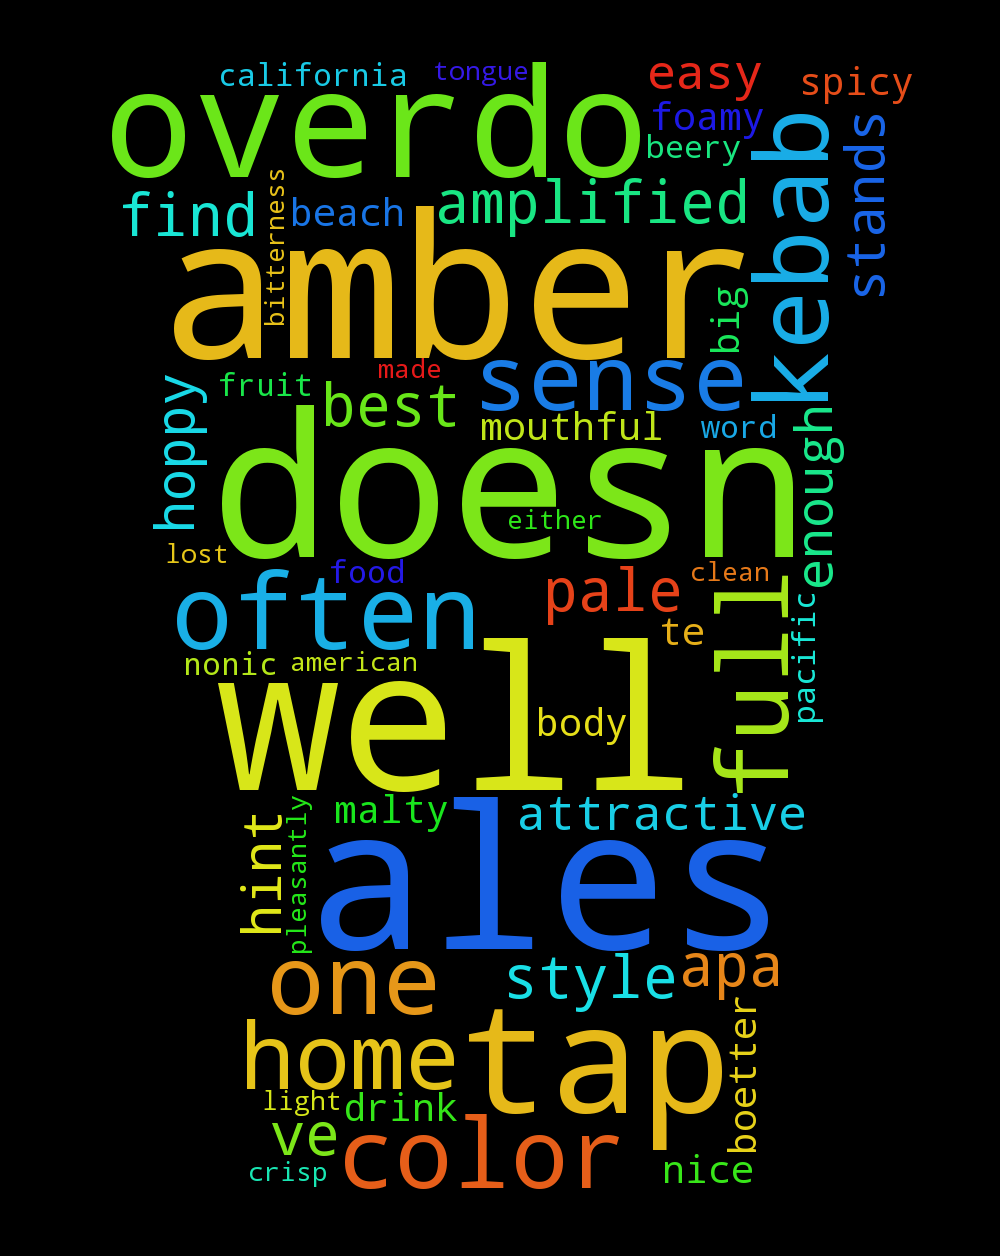 california
tongue
easy
spicy
overdo
foamy
beery
kebab
stands
find
bitterness
beach
amplified
amber
big
made
sense
fruit
best
hoppy
mouthful
word
enough
doesn
either
lost
food
often
pale
clean
te
full
pacific
nonic
american
well
body
malty
attractive
hint
pleasantly
ales
one
style
apa
home
tap
boetter
light
drink
ve
color
crisp
nice